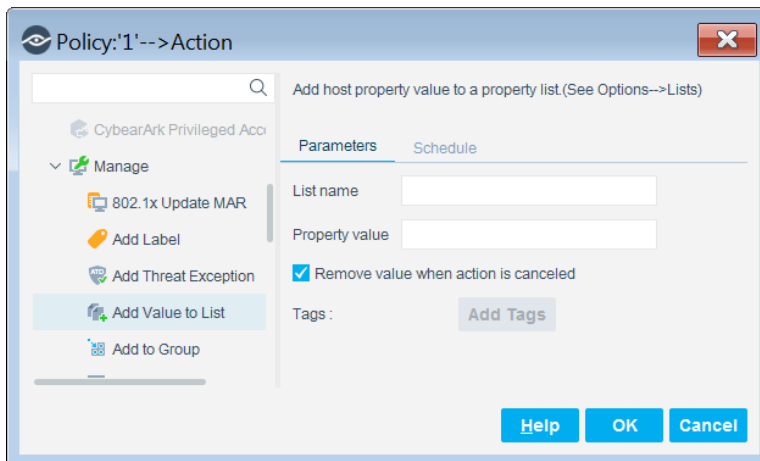 Policy:'1'-->Action
Add host property value to a property list.(See Options-->Lists)
CybearArk Privileged Acc
Manage
802.1x Update MAR
Add Label
ATD
Add Threat Exception
Add Value to List
Add to Group
Parameters
Schedule
List name
Property value
Remove value when action is canceled
Tags :
Add Tags
Help
OK
Cancel